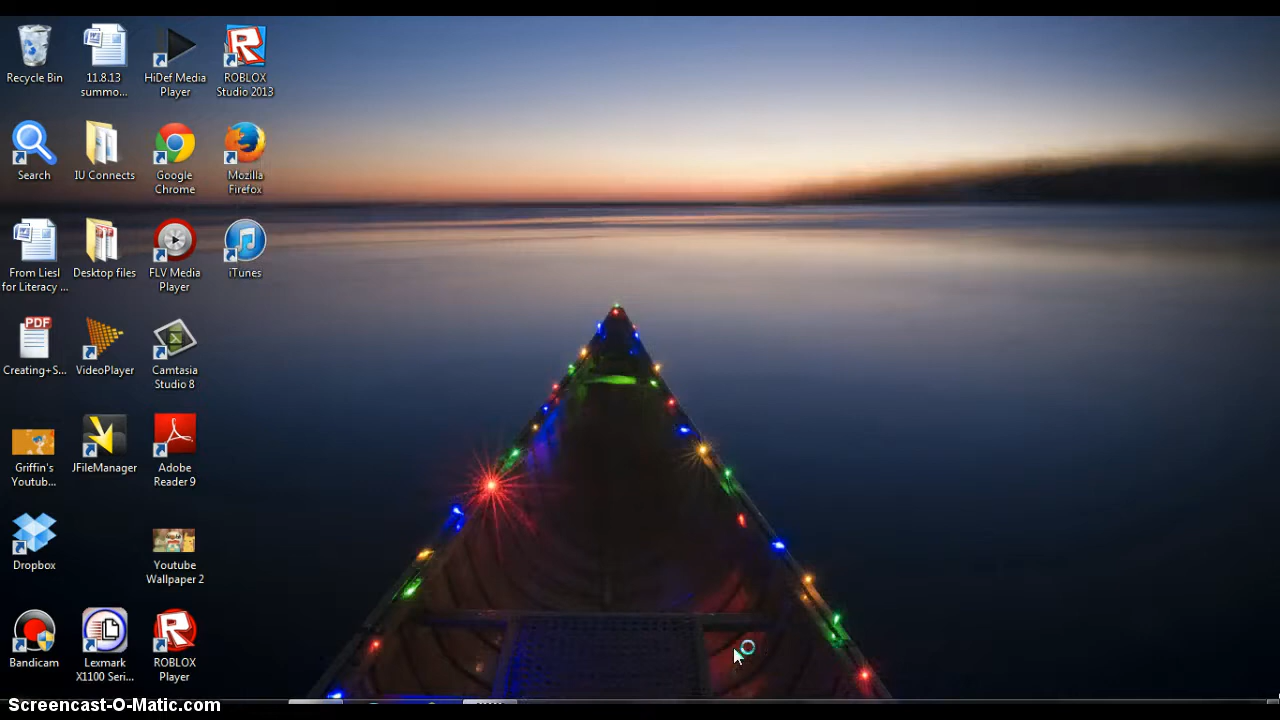 Recycle Bin
11.8.13
summo...
HiDef Media
Player
ROBLOX
Studio 2013
Search
IU Connects
Google
Chrome
Mozilla
Firefox
From Liesl
for Literacy ...
Desktop files
FLV Media
Player
iTunes
PDF
Creating+S...
VideoPlayer
Camtasia
Studio 8
Griffin's
Youtub...
JFileManager
Adobe
Reader 9
Dropbox
Youtube
Wallpaper 2
Bandicam
Lexmark
X1100 Seri...
ROBLOX
Player
Screencast-O-Matic.com